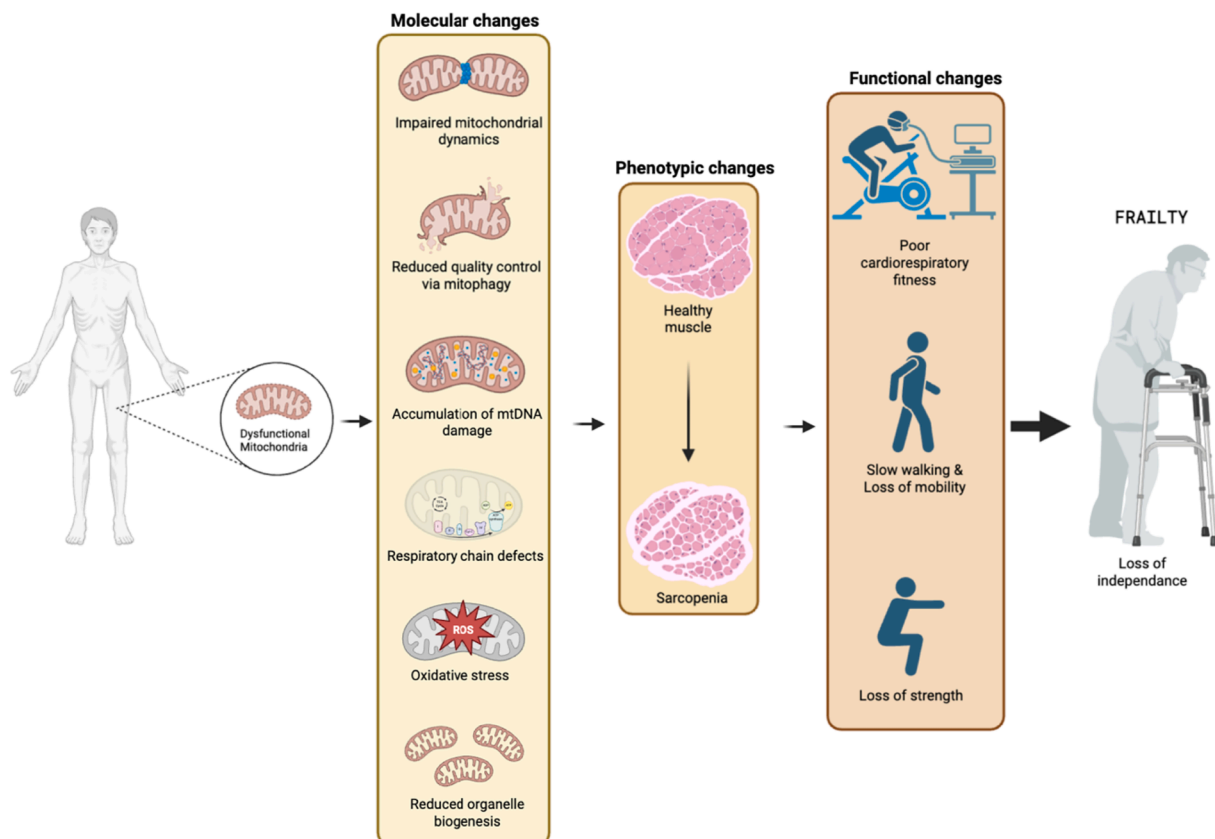 Molecular changes
Impaired mitochondrial
dynamics
Reduced quality control
via mitophagy
Accumulation of mtDNA
damage
Respiratory chain defects
ROS
Oxidative stress
Reduced organelle
biogenesis
Dysfunctional
Mitochondria
Phenotypic changes
Healthy
muscle
Sarcopenia
Functional changes
Poor
cardiorespiratory
fitness
Slow walking &
Loss of mobility
Loss of strength
FRAILTY
Loss of
independance